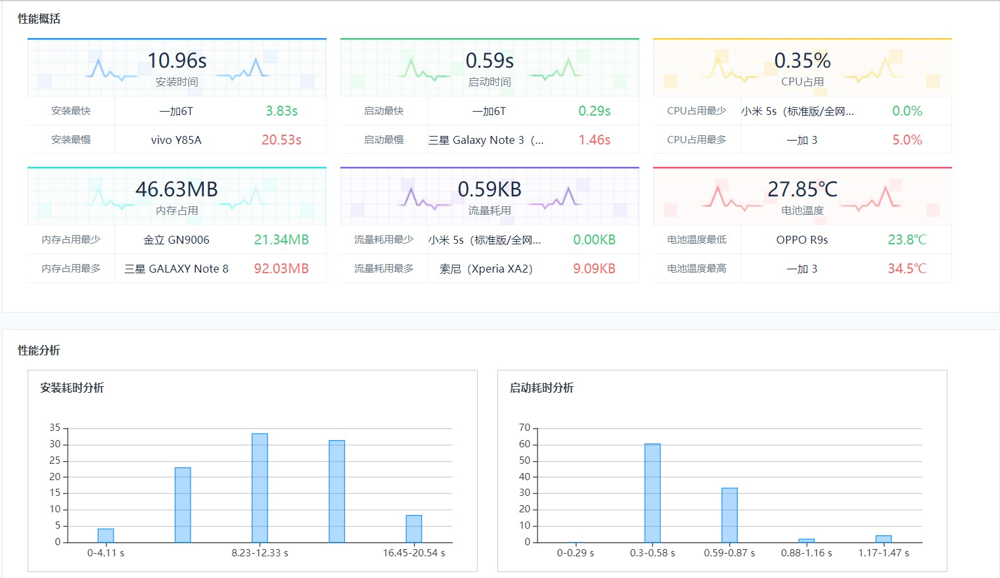 性能概括
10.96s
安装时间
安装最快 一加6T 3.83s
安装最慢 vivo Y85A 20.53s
0.59s
启动时间
启动最快 一加6T 0.29s
启动最慢 三星 Galaxy Note 3（...  1.46s
0.35%
CPU占用
CPU占用最少 小米 5s（标准版/全网... 0.0%
CPU占用最多 一加 3 5.0%
46.63MB
内存占用
内存占用最少 金立 GN9006 21.34MB
内存占用最多 三星 GALAXY Note 8 92.03MB
0.59KB
流量耗用
流量耗用最少 小米 5s（标准版/全网... 0.00KB
流量耗用最多 索尼（Xperia XA2） 9.09KB
27.85℃
电池温度
电池温度最低 OPPO R9s 23.8℃
电池温度最高 一加 3 34.5℃
性能分析
安装耗时分析
35
30
25
20
15
10
5
0
0-4.11 s 8.23-12.33 s 16.45-20.54 s
启动耗时分析
70
60
50
40
30
20
10
0
0-0.29 s 0.3-0.58 s 0.59-0.87 s 0.88-1.16 s 1.17-1.47 s